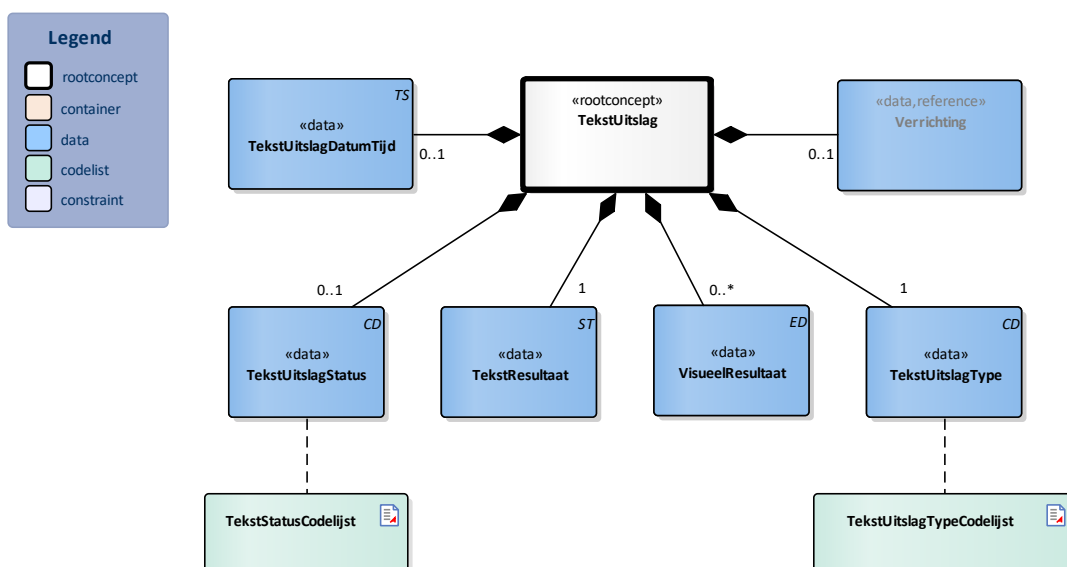 Legend
rootconcept
container
data
codelist
constraint
TS
«data»
TekstUitslagDatumTijd
0..1
«rootconcept»
TekstUitslag
«data,reference»
Verrichting
0..1
0..1
1
0..*
1
CD
«data»
TekstUitslagStatus
ST
«data»
TekstResultaat
ED
«data»
VisueelResultaat
CD
«data»
TekstUitslagType
TekstStatusCodelijst
TekstUitslagTypeCodelijst